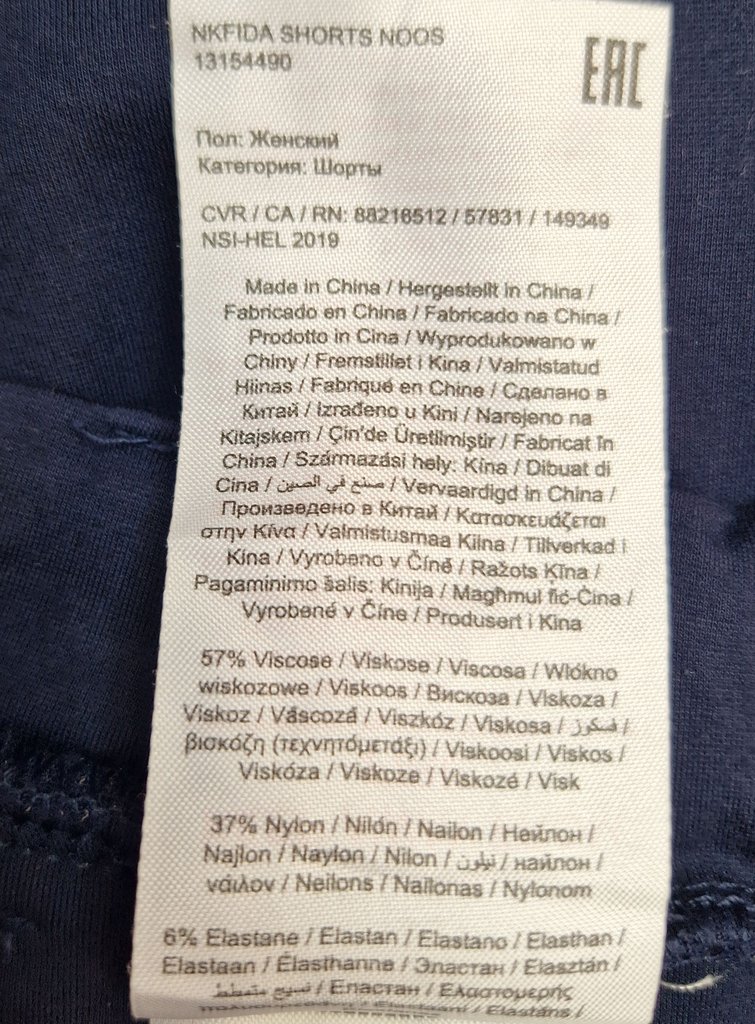 NKFIDA SHORTS NOOS
13154490
EAC
Пол: Женский
Категория: Шорты
CVR / CA / RN: 88216512 / 57831 / 149349
NSI-HEL 2019
Made in China / Hergestellt in China /
Fabricado en China / Fabricado na China /
Prodotto in Cina / Wyprodukowano w
Chiny / Fremstillet i Kina / Valmistatud
Hiinas / Fabriqué en Chine / Сделано в
Китай / Izrađeno u Kini / Narejeno na
Kitajskem / Çin'de Üretilmiştir / Fabricat în
China / Származási hely: Kína / Dibuat di
Cina / صنع في الصين / Vervaardigd in China /
Произведено в Китай / Κατασκευάζεται
στην Κίνα / Valmistusmaa Kiina / Tillverkad i
Kina / Vyrobeno v Číně / Ražots Ķīna /
Pagaminimo šalis: Kinija / Magħmul fiċ-Ċina /
Vyrobené v Číne / Produsert i Kina
57% Viscose / Viskose / Viscosa / Włókno
wiskozowe / Viskoos / Вискоза / Viskoza /
Viskoz / Vâscoză / Viszkóz / Viskosa / فسكوز /
βισκόζη (τεχνητόμετάξι) / Viskoosi / Viskos /
Viskóza / Viskoze / Viskozė / Visk
37% Nylon / Nilón / Nailon / Нейлон /
Najlon / Naylon / Nilon / نيلون / найлон /
νάιλον / Neilons / Nailonas / Nylonom
6% Elastane / Elastan / Elastano / Elasthan /
Elastaan / Élasthanne / Эластан / Elasztán /
نسيج متمطط / Еластан / Ελαστομερής
Elastaani / Elastāns /